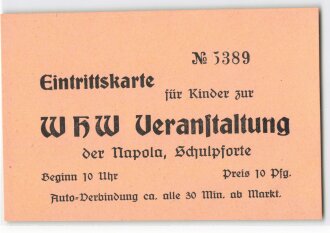 № 5389
Eintrittskarte
für Kinder zur
WHW Veranstaltung
der Napola, Schulpforte
Beginn 10 Uhr Preis 10 Pfg.
Auto-Verbindung ca. alle 30 Min. ab Markt.